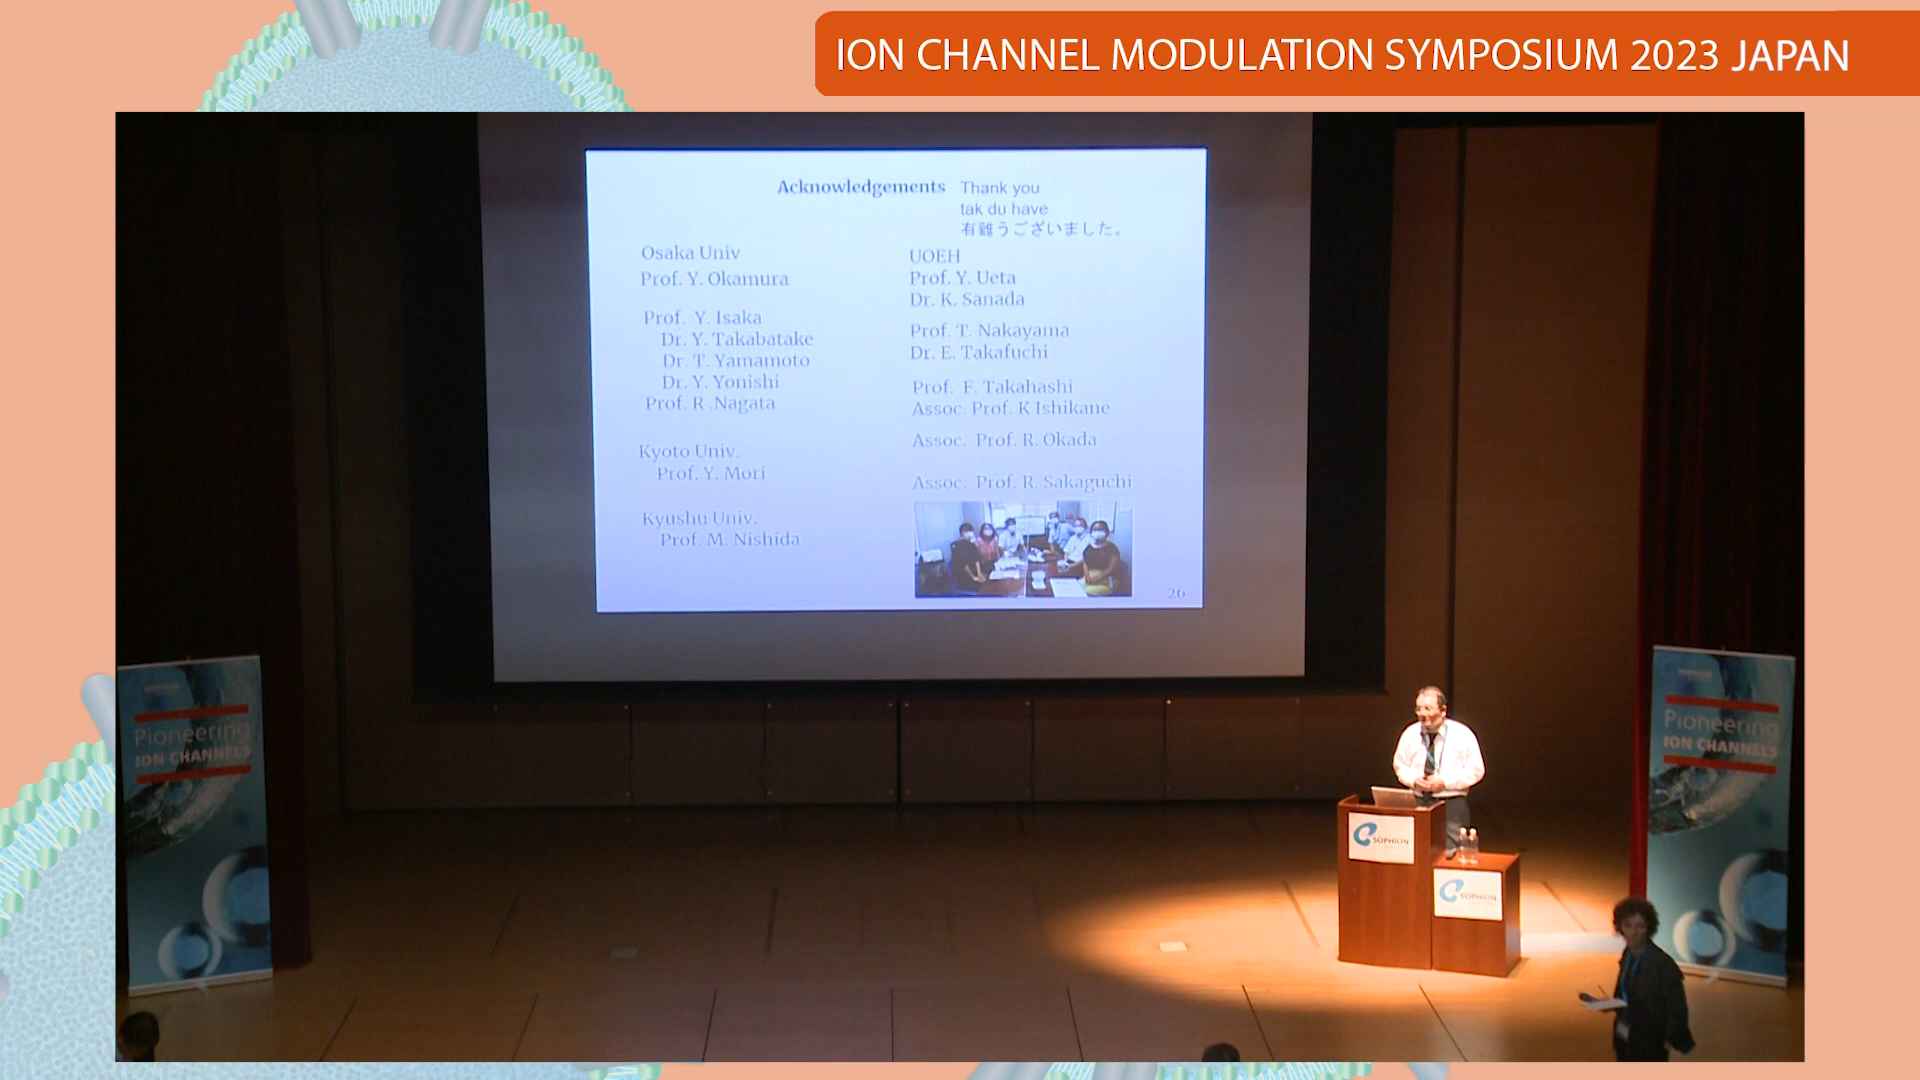 ION CHANNEL MODULATION SYMPOSIUM 2023 JAPAN
Acknowledgements
Thank you
tak du have
有難うございました。
Osaka Univ
Prof. Y. Okamura
Prof. Y. Isaka
Dr. Y. Takabatake
Dr. T. Yamamoto
Dr. Y. Yonishi
Prof. R .Nagata
Kyoto Univ.
Prof. Y. Mori
Kyushu Univ.
Prof. M. Nishida
UOEH
Prof. Y. Ueta
Dr. K. Sanada
Prof. T. Nakayama
Dr. E. Takafuchi
Prof. F. Takahashi
Assoc. Prof. K Ishikane
Assoc. Prof. R. Okada
Assoc. Prof. R. Sakaguchi
26
Pioneering
ION CHANNELS
Pioneering
ION CHANNELS
SOPHION
SOPHION